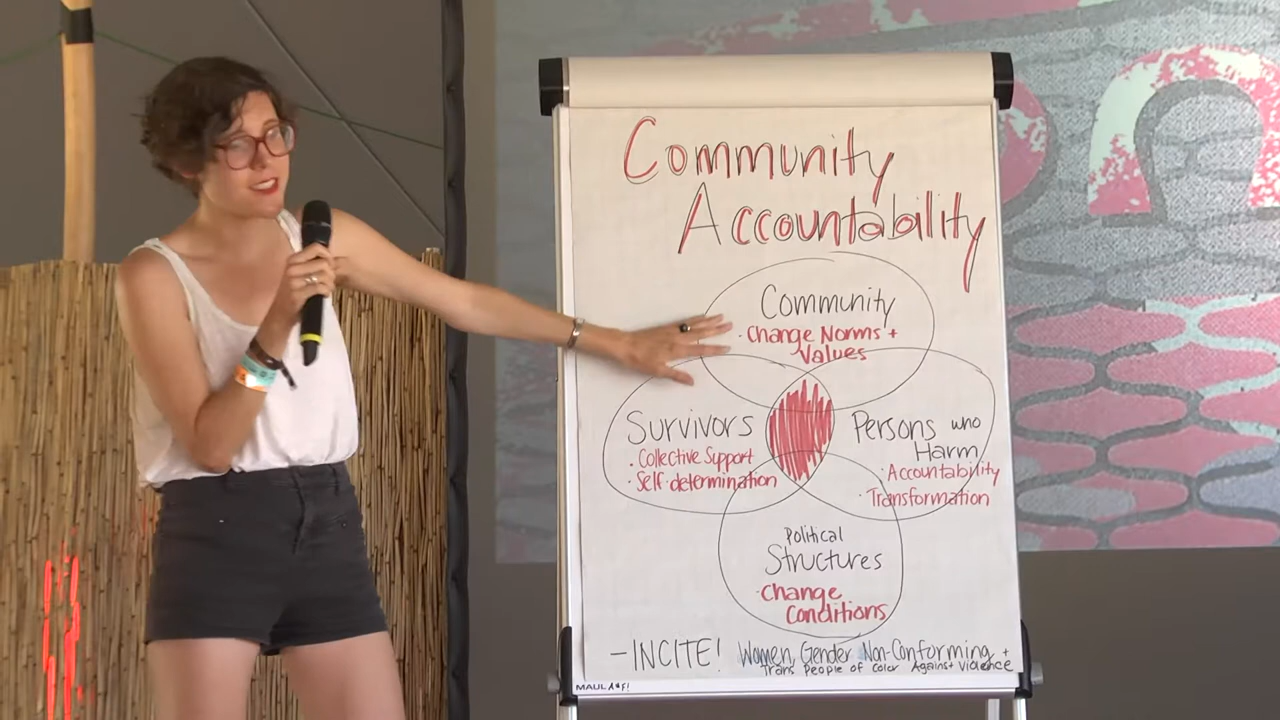 Community
Accountability
Community
· Change Norms +
Values
Survivors
· Collective Support
· Self-determination
Persons who
Harm
· Accountability
· Transformation
Political
Structures
· Change
Conditions
- INCITE! Women, Gender Non-Conforming +
Trans People of Color Against Violence
MAUL